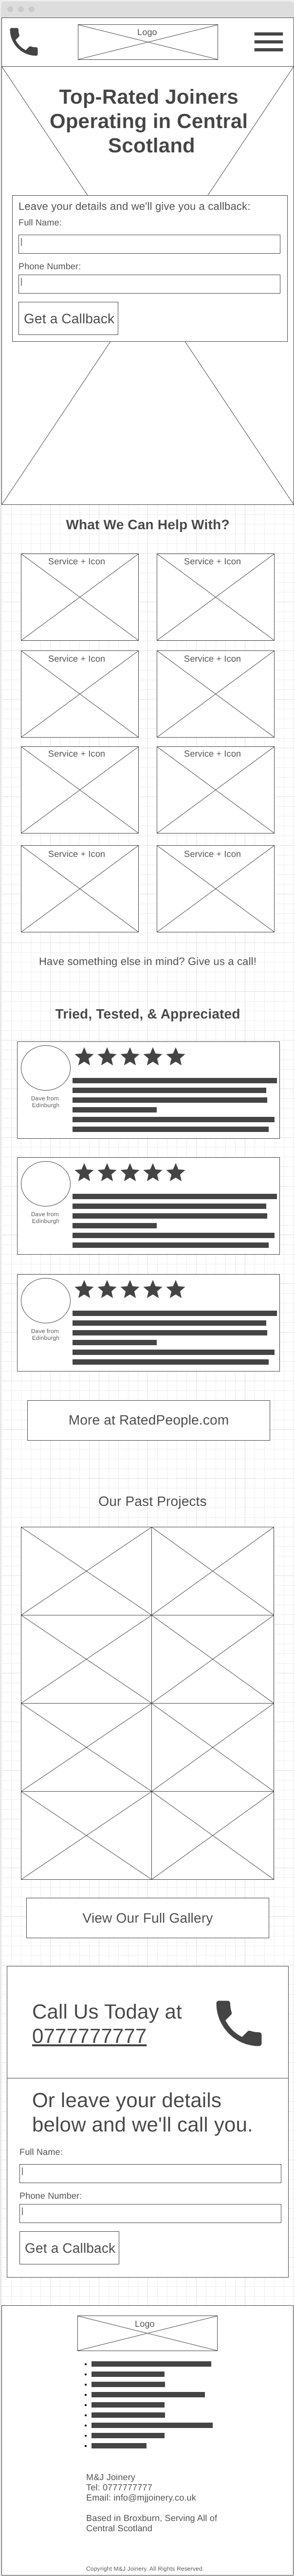 Logo
Top-Rated Joiners
Operating in Central
Scotland
Leave your details and we'll give you a callback:
Full Name:
Phone Number:
Get a Callback
What We Can Help With?
Service + Icon
Service + Icon
Service + Icon
Service + Icon
Service + Icon
Service + Icon
Service + Icon
Service + Icon
Have something else in mind? Give us a call!
Tried, Tested, & Appreciated
Dave from
Edinburgh
Dave from
Edinburgh
Dave from
Edinburgh
More at RatedPeople.com
Our Past Projects
View Our Full Gallery
Call Us Today at
0777777777
Or leave your details
below and we'll call you.
Full Name:
Phone Number:
Get a Callback
Logo
M&J Joinery
Tel: 0777777777
Email: info@mjjoinery.co.uk
Based in Broxburn, Serving All of
Central Scotland
Copyright M&J Joinery. All Rights Reserved.